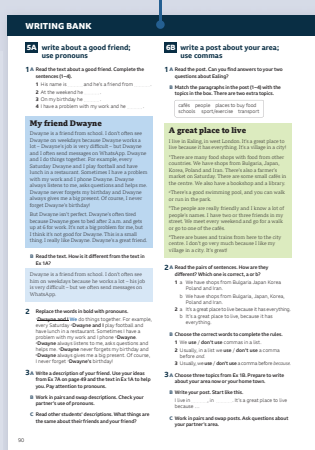 WRITING BANK
5A write about a good friend;
use pronouns
1 A Read the text about a good friend. Complete the
sentences (1–4).
1 His name is ______ and he's a friend from ______.
2 At the weekend he ______.
3 On my birthday he ______.
4 I have a problem with my work and he ______.
My friend Dwayne
Dwayne is a friend from school. I don't often see
Dwayne on weekdays because Dwayne works a
lot – Dwayne's job is very difficult – but Dwayne
and I often send messages on WhatsApp. Dwayne
and I do things together. For example, every
Saturday Dwayne and I play football and have
lunch in a restaurant. Sometimes I have a problem
with my work and I phone Dwayne. Dwayne
always listens to me, asks questions and helps me.
Dwayne never forgets my birthday and Dwayne
always gives me a big present. Of course, I never
forget Dwayne's birthday!
But Dwayne isn't perfect. Dwayne's often tired
because Dwayne goes to bed after 2 a.m. and gets
up at 6 for work. It's not a big problem for me, but
I think it's not good for Dwayne. This is a small
thing. I really like Dwayne. Dwayne's a great friend.
B Read the text. How is it different from the text in
Ex 1A?
Dwayne is a friend from school. I don't often see
him on weekdays because he works a lot – his job
is very difficult – but we often send messages on
WhatsApp.
2 Replace the words in bold with pronouns.
¹Dwayne and I We do things together. For example,
every Saturday ²Dwayne and I play football and
have lunch in a restaurant. Sometimes I have a
problem with my work and I phone ³Dwayne.
⁴Dwayne always listens to me, asks questions and
helps me. ⁵Dwayne never forgets my birthday and
⁶Dwayne always gives me a big present. Of course,
I never forget ⁷Dwayne's birthday!
3 A Write a description of your friend. Use your ideas
from Ex 7A on page 49 and the text in Ex 1A to help
you. Pay attention to pronouns.
B Work in pairs and swap descriptions. Check your
partner's use of pronouns.
C Read other students' descriptions. What things are
the same about their friends and your friend?
90
6B write a post about your area;
use commas
1 A Read the post. Can you find answers to your two
questions about Ealing?
B Match the paragraphs in the post (1–4) with the
topics in the box. There are two extra topics.
cafés people places to buy food
schools sport/exercise transport
A great place to live
I live in Ealing, in west London. It's a great place to
live because it has everything. It's a village in a city!
¹There are many food shops with food from other
countries. We have shops from Bulgaria, Japan,
Korea, Poland and Iran. There's also a farmer's
market on Saturday. There are some small cafés in
the centre. We also have a bookshop and a library.
²There's a good swimming pool, and you can walk
or run in the park.
³The people are really friendly and I know a lot of
people's names. I have two or three friends in my
street. We meet every weekend and go for a walk
or go to one of the cafés.
⁴There are buses and trains from here to the city
centre. I don't go very much because I like my
village in a city. It's great!
2 A Read the pairs of sentences. How are they
different? Which one is correct, a or b?
1 a We have shops from Bulgaria Japan Korea
Poland and Iran.
b We have shops from Bulgaria, Japan, Korea,
Poland and Iran.
2 a It's a great place to live because it has everything.
b It's a great place to live, because it has
everything.
B Choose the correct words to complete the rules.
1 We use / don't use commas in a list.
2 Usually, in a list we use / don't use a comma
before and.
3 Usually, we use / don't use a comma before because.
3 A Choose three topics from Ex 1B. Prepare to write
about your area now or your home town.
B Write your post. Start like this.
I live in ______, in ______. It's a great place to live
because ...
C Work in pairs and swap posts. Ask questions about
your partner's area.